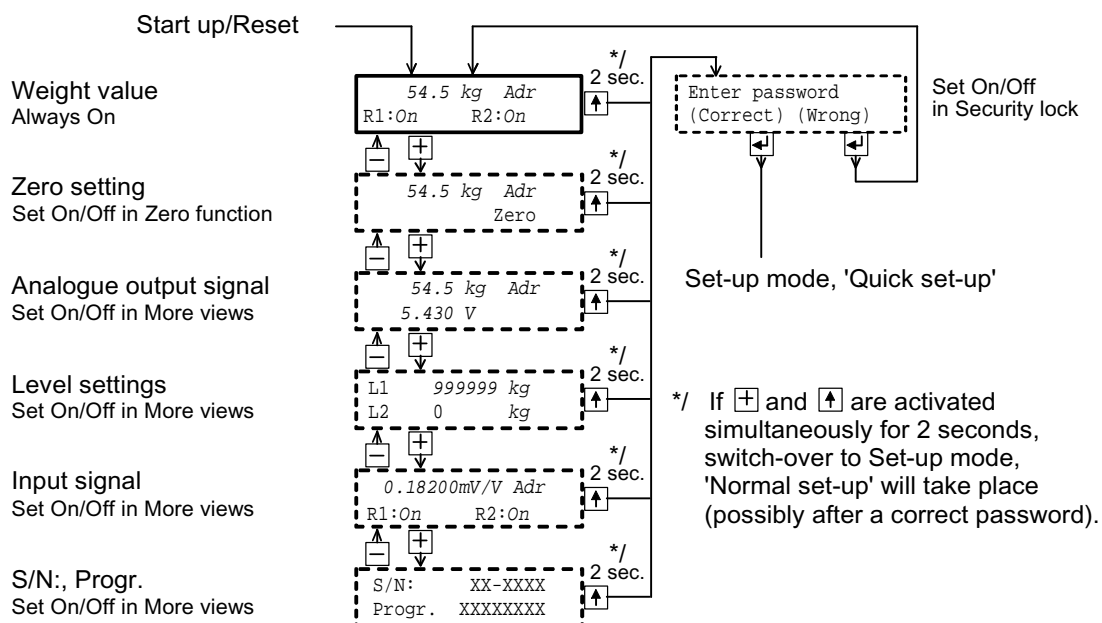 Start up/Reset
Weight value
Always On
54.5 kg Adr
R1:On R2:On
*/
2 sec.
Enter password
(Correct) (Wrong)
Set On/Off
in Security lock
Zero setting
Set On/Off in Zero function
54.5 kg Adr
Zero
*/
2 sec.
Analogue output signal
Set On/Off in More views
54.5 kg Adr
5.430 V
*/
2 sec.
Set-up mode, 'Quick set-up'
Level settings
Set On/Off in More views
L1 999999 kg
L2 0 kg
*/
2 sec.
*/ If + and ↑ are activated
simultaneously for 2 seconds,
switch-over to Set-up mode,
'Normal set-up' will take place
(possibly after a correct password).
Input signal
Set On/Off in More views
0.18200mV/V Adr
R1:On R2:On
*/
2 sec.
S/N:, Progr.
Set On/Off in More views
S/N: XX-XXXX
Progr. XXXXXXXX
*/
2 sec.